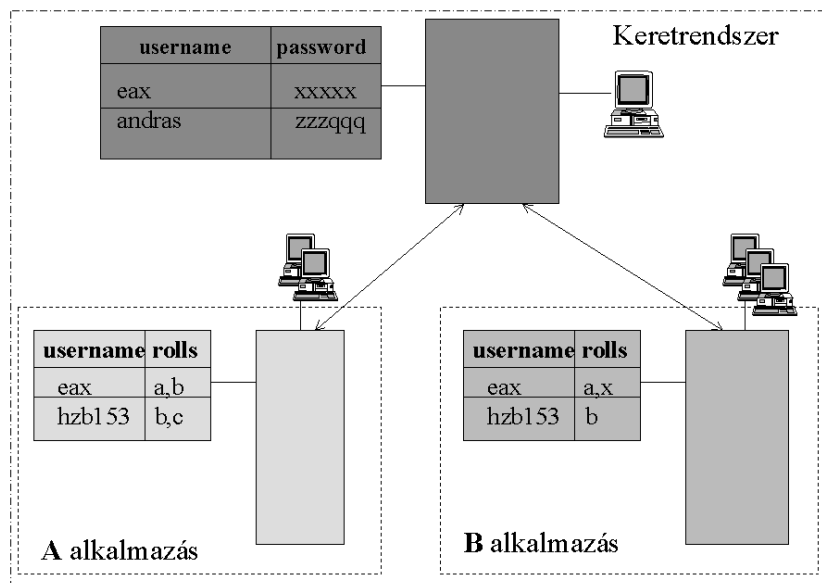 Keretrendszer
username password
eax xxxxx
andras zzzqqq
username rolls
eax a,b
hzb153 b,c
A alkalmazás
username rolls
eax a,x
hzb153 b
B alkalmazás